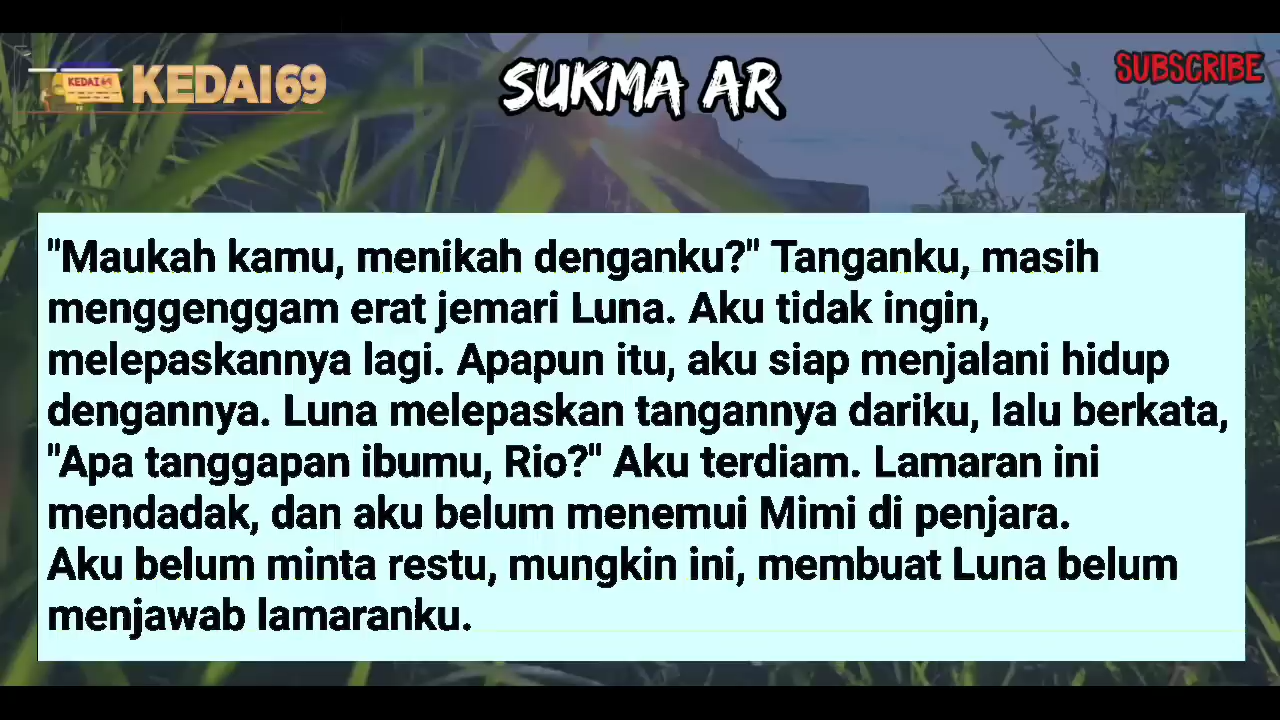 KEDAI69
KEDAI69
SUKMA AR
SUBSCRIBE
"Maukah kamu, menikah denganku?" Tanganku, masih
menggenggam erat jemari Luna. Aku tidak ingin,
melepaskannya lagi. Apapun itu, aku siap menjalani hidup
dengannya. Luna melepaskan tangannya dariku, lalu berkata,
"Apa tanggapan ibumu, Rio?" Aku terdiam. Lamaran ini
mendadak, dan aku belum menemui Mimi di penjara.
Aku belum minta restu, mungkin ini, membuat Luna belum
menjawab lamaranku.